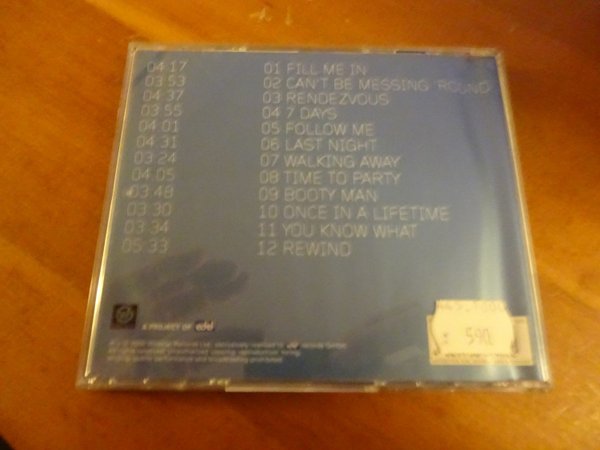 04 17 01 FILL ME IN
03 53 02 CAN'T BE MESSING 'ROUND
04 37 03 RENDEZVOUS
03 55 04 7 DAYS
04 01 05 FOLLOW ME
04 31 06 LAST NIGHT
03 24 07 WALKING AWAY
04 05 08 TIME TO PARTY
03 48 09 BOOTY MAN
03 30 10 ONCE IN A LIFETIME
03 34 11 YOU KNOW WHAT
05 33 12 REWIND
A PROJECT OF edel
590